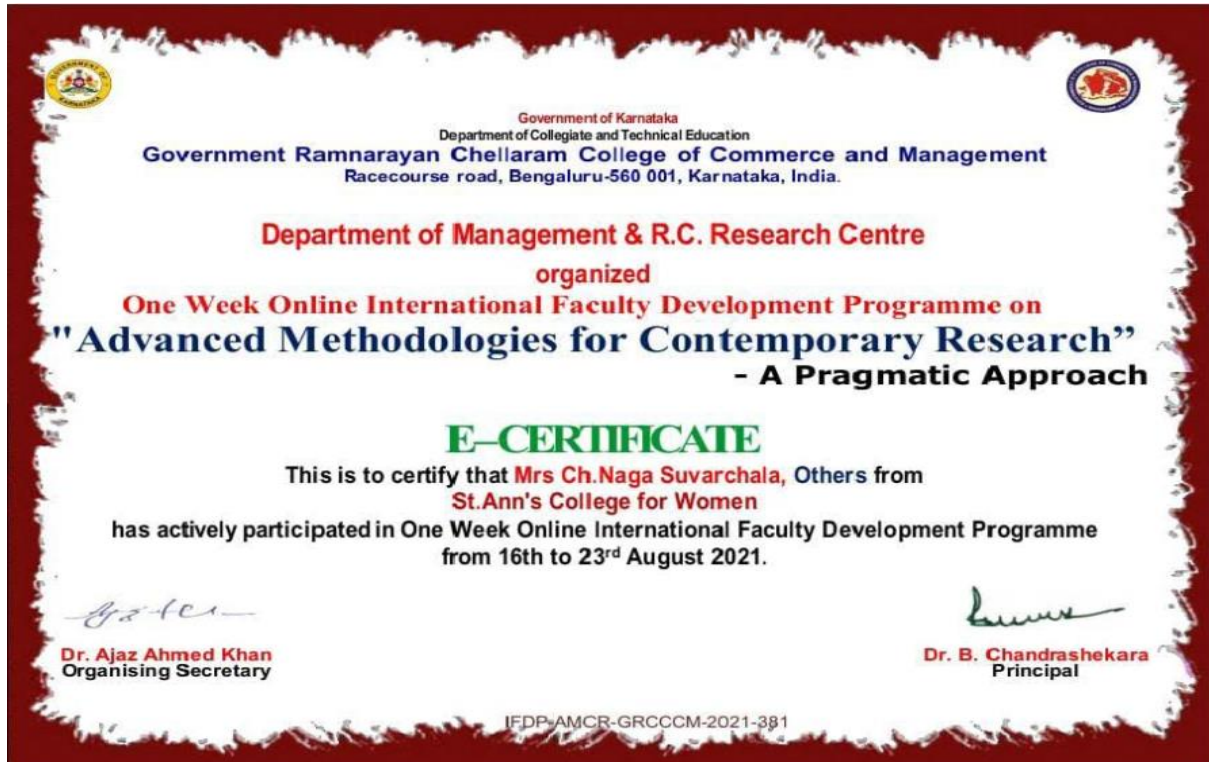 GOVERNMENT OF
KARNATAKA
Government of Karnataka
Department of Collegiate and Technical Education
Government Ramnarayan Chellaram College of Commerce and Management
Racecourse road, Bengaluru-560 001, Karnataka, India.
Department of Management & R.C. Research Centre
organized
One Week Online International Faculty Development Programme on
"Advanced Methodologies for Contemporary Research”
- A Pragmatic Approach
E-CERTIFICATE
This is to certify that Mrs Ch.Naga Suvarchala, Others from
St.Ann's College for Women
has actively participated in One Week Online International Faculty Development Programme
from 16th to 23rd August 2021.
Dr. Ajaz Ahmed Khan
Organising Secretary
Dr. B. Chandrashekara
Principal
IFDP-AMCR-GRCCCM-2021-381